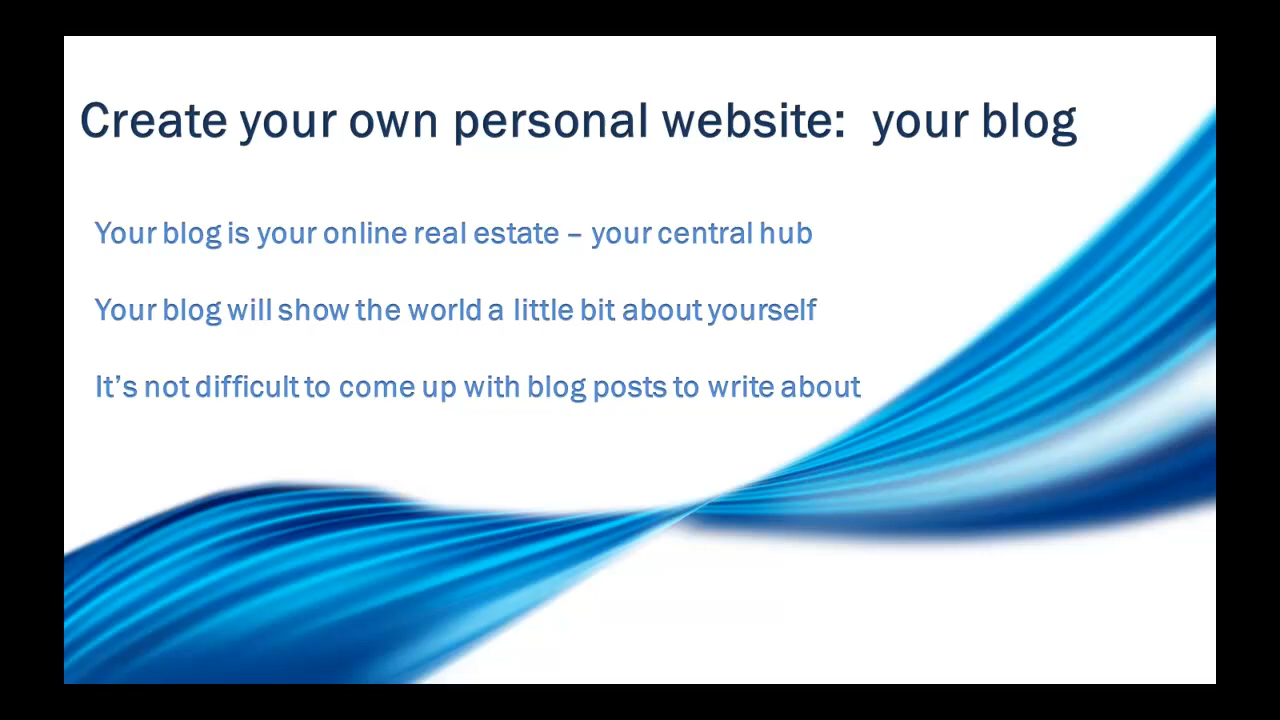 Create your own personal website:  your blog
Your blog is your online real estate – your central hub
Your blog will show the world a little bit about yourself
It’s not difficult to come up with blog posts to write about